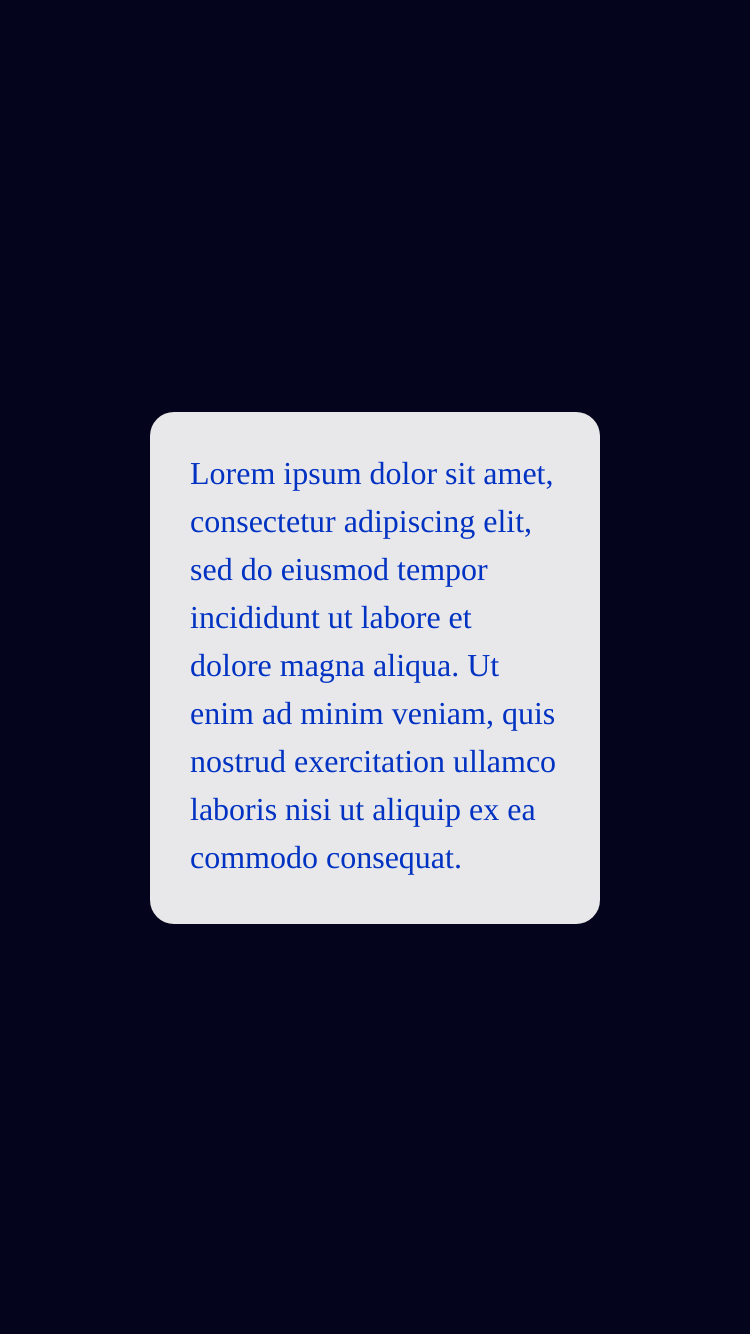 Lorem ipsum dolor sit amet,
consectetur adipiscing elit,
sed do eiusmod tempor
incididunt ut labore et
dolore magna aliqua. Ut
enim ad minim veniam, quis
nostrud exercitation ullamco
laboris nisi ut aliquip ex ea
commodo consequat.